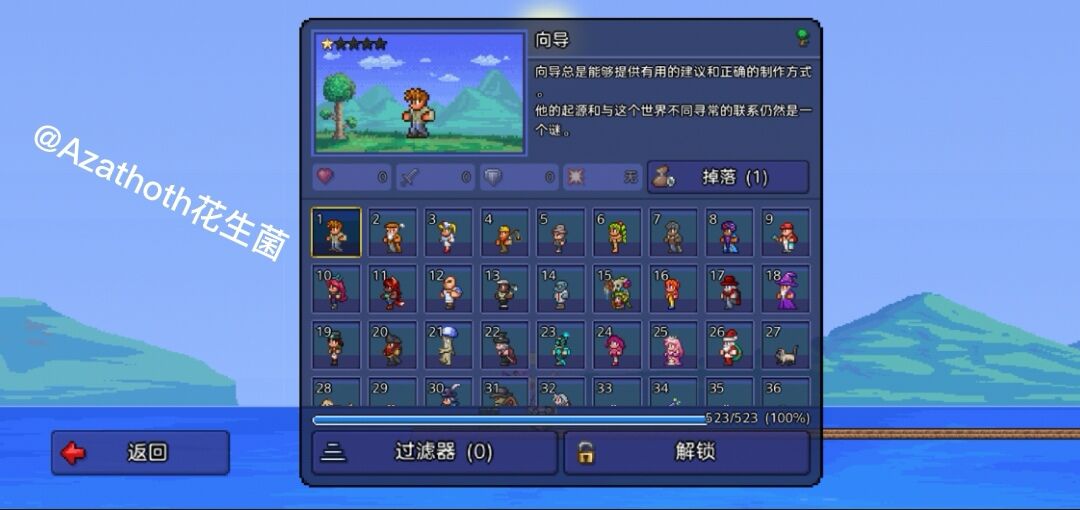 向导
向导总是能够提供有用的建议和正确的制作方式
。
他的起源和与这个世界不同寻常的联系仍然是一
个谜。
@Azathoth花生菌
0 0 0 无 掉落 (1)
1 2 3 4 5 6 7 8 9
10 11 12 13 14 15 16 17 18
19 20 21 22 23 24 25 26 27
28 29 30 31 32 33 34 35 36
523/523 (100%)
返回 过滤器 (0) 解锁